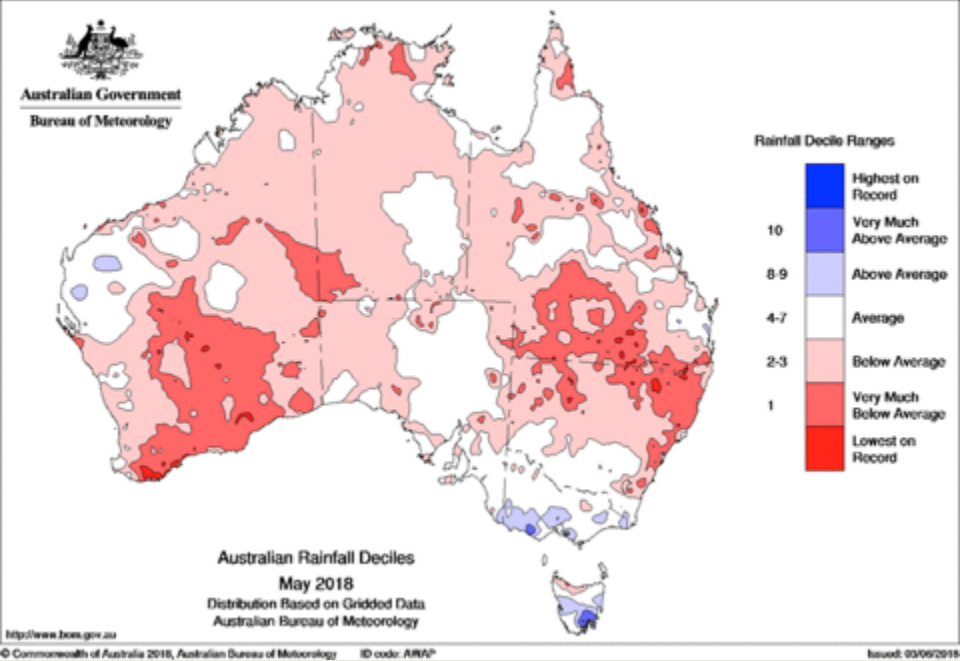 Australian Government
Bureau of Meteorology
Rainfall Decile Ranges
Highest on
Record
10
Very Much
Above Average
8-9
Above Average
4-7
Average
2-3
Below Average
1
Very Much
Below Average
Lowest on
Record
Australian Rainfall Deciles
May 2018
Distribution Based on Gridded Data
Australian Bureau of Meteorology
http://www.bom.gov.au
© Commonwealth of Australia 2018, Australian Bureau of Meteorology
ID code: AWAP
Issued: 03/06/2018